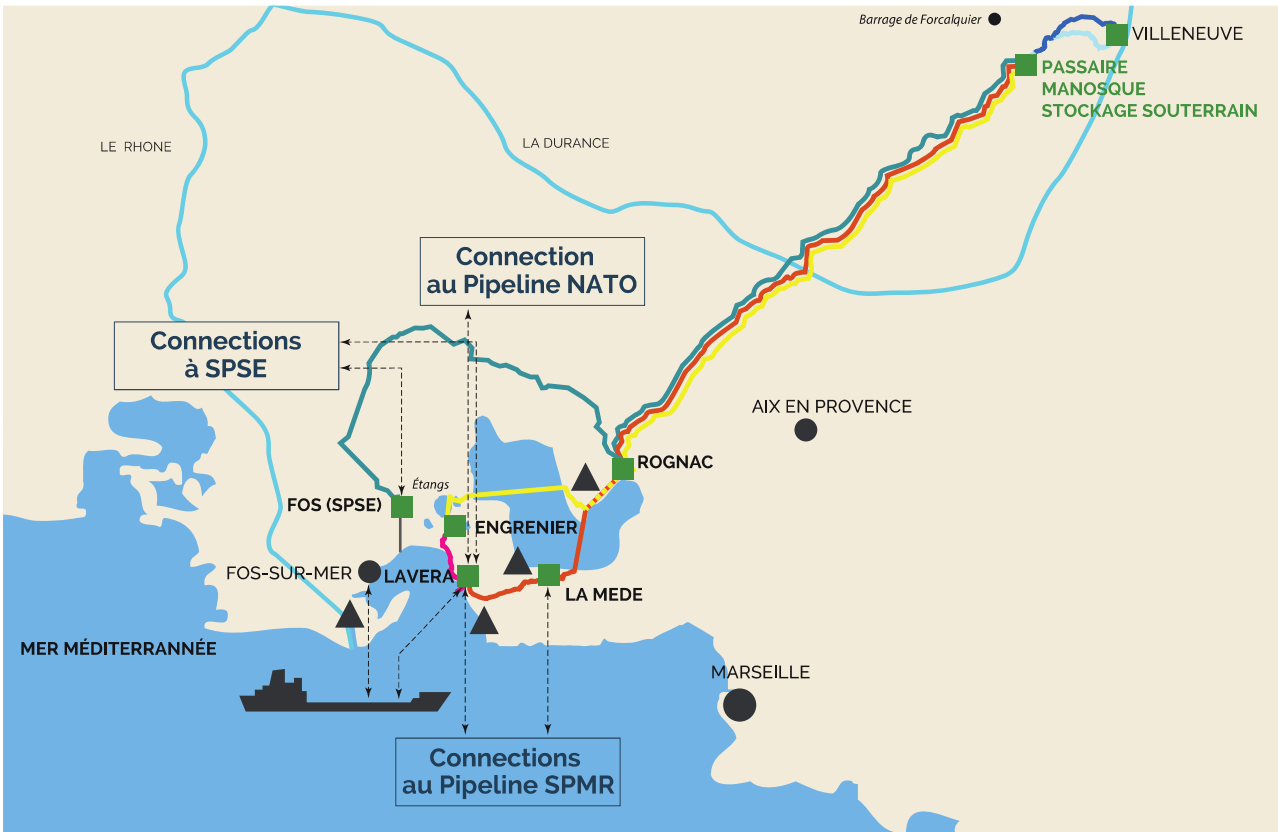 Barrage de Forcalquier
VILLENEUVE
PASSAIRE
MANOSQUE
STOCKAGE SOUTERRAIN
LE RHONE
LA DURANCE
Connection
au Pipeline NATO
Connections
à SPSE
AIX EN PROVENCE
ROGNAC
Étangs
FOS (SPSE)
ENGRENIER
FOS-SUR-MER
LAVERA
LA MEDE
MER MÉDITERRANNÉE
MARSEILLE
Connections
au Pipeline SPMR